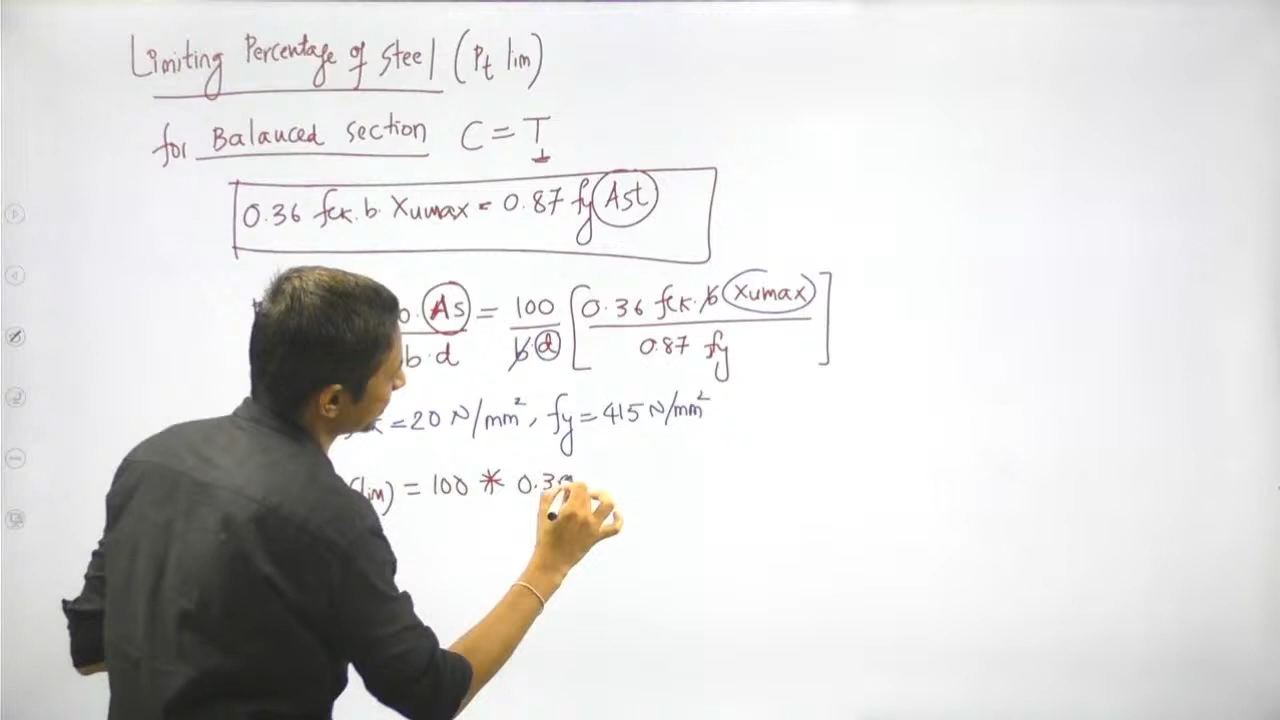 Limiting Percentage of Steel (Pt lim)
for Balanced section C = T
0.36 fck. b. Xumax = 0.87 fy Ast
0. As / b.d = 100 / b d [ 0.36 fck. b Xumax / 0.87 fy ]
= 20 N/mm², fy = 415 N/mm²
lim) = 100 * 0.3